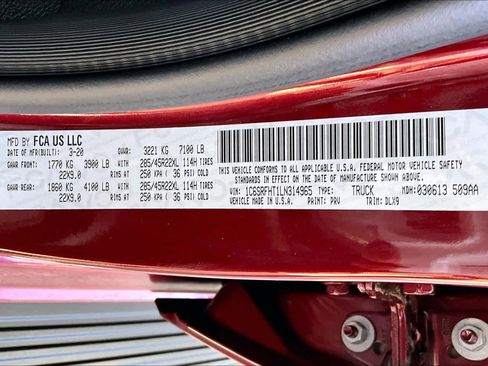 MFD BY FCA US LLC
DATE OF MFR(BUILT): 3-20 GVWR: 3221 KG 7100 LB
GAWR FRONT: 1770 KG 3900 LB WITH 285/45R22XL 114H TIRES
22X9.0 RIMS AT 250 KPA ( 36 PSI) COLD
GAWR REAR: 1860 KG 4100 LB WITH 285/45R22XL 114H TIRES
22X9.0 RIMS AT 250 KPA ( 36 PSI) COLD
THIS VEHICLE CONFORMS TO ALL APPLICABLE U.S.A. FEDERAL MOTOR VEHICLE SAFETY
STANDARDS IN EFFECT ON THE DATE OF MANUFACTURE SHOWN ABOVE.
VIN: 1C6SRFHT1LN314965 TYPE: TRUCK MDH: 030613 509AA
VEHICLE MADE IN U.S.A. PAINT: PRV TRIM: DLX9